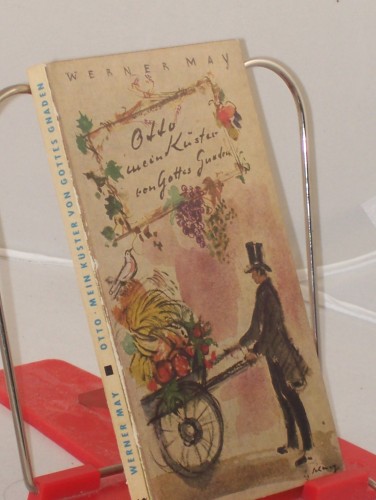 WERNER MAY
Otto
mein Küster
von Gottes Gnaden
WERNER MAY ■ OTTO · MEIN KÜSTER VON GOTTES GNADEN